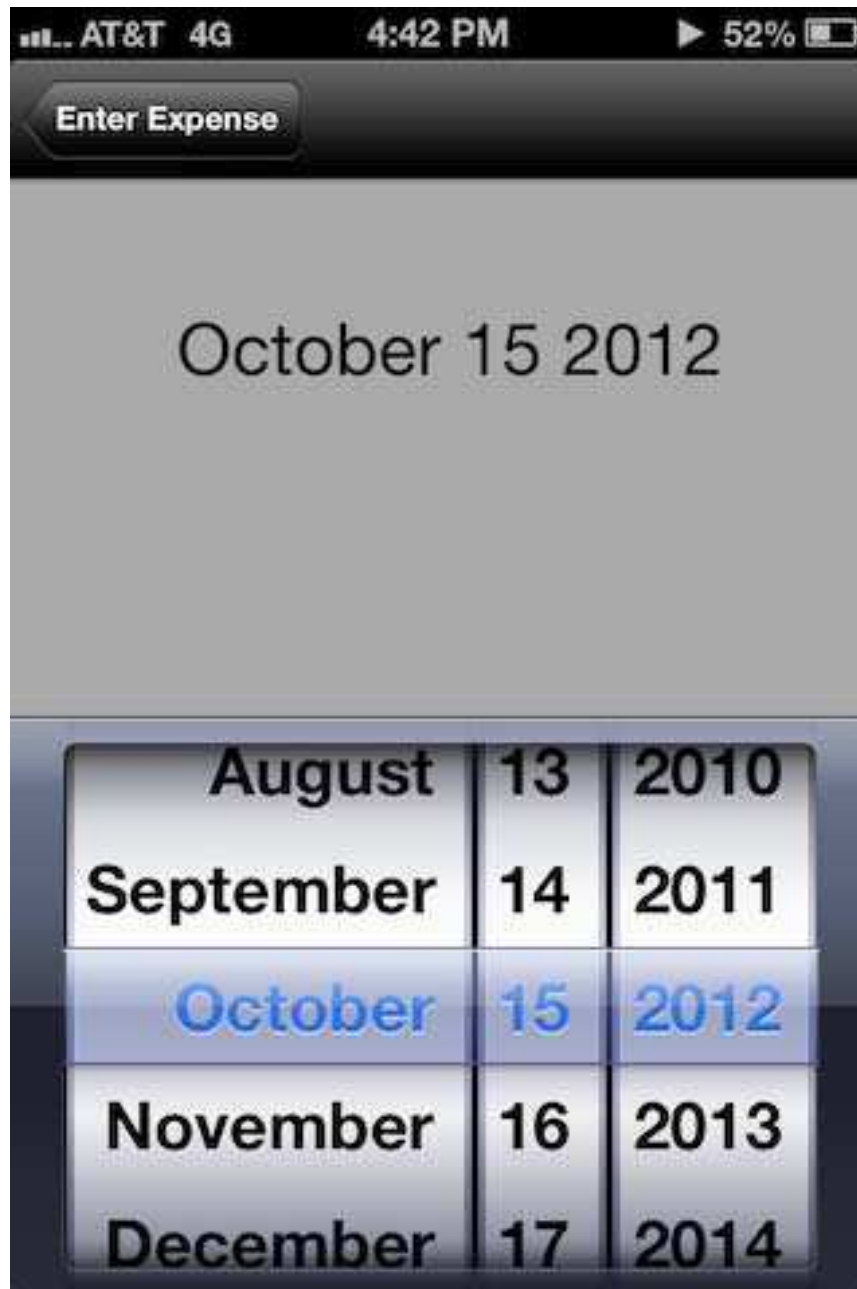 AT&T 4G 4:42 PM 52%
Enter Expense
October 15 2012
August 13 2010
September 14 2011
October 15 2012
November 16 2013
December 17 2014